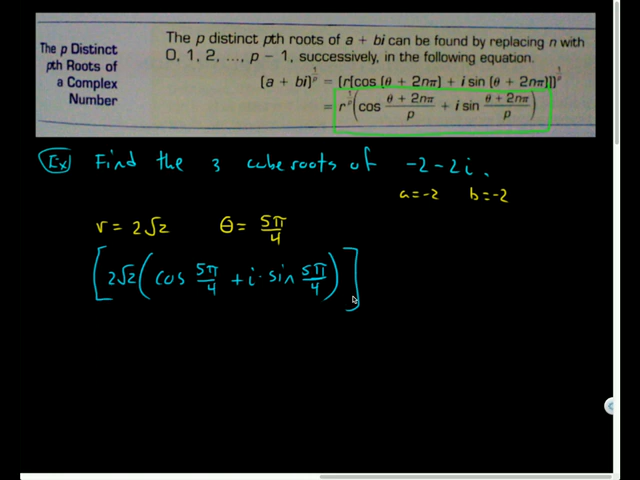 The p Distinct
pth Roots of
a Complex
Number
The p distinct pth roots of a + bi can be found by replacing n with
0, 1, 2, ..., p − 1, successively, in the following equation.
(a + bi)^{1/p} = (r[cos (θ + 2nπ) + i sin (θ + 2nπ)])^{1/p}
= r^{1/p}(cos (θ + 2nπ)/p + i sin (θ + 2nπ)/p)
Ex Find the 3 cube roots of -2-2i.
a=-2 b=-2
r = 2√2 θ = 5π/4
[2√2(cos 5π/4 + i·sin 5π/4)]